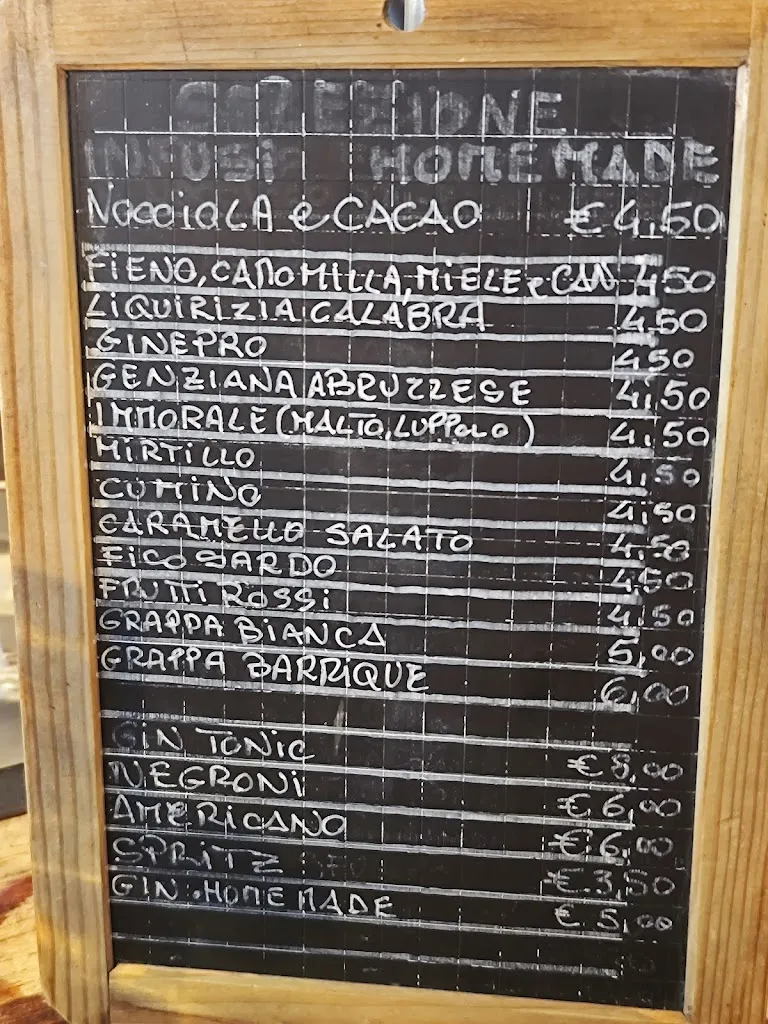 SELEZIONE
INFUSI HOMEMADE
NOCCIOLA e CACAO €4,50
FIENO, CAMOMILLA, MIELE e CAN 4,50
LIQUIRIZIA CALABRA 4,50
GINEPRO 4,50
GENZIANA ABRUZZESE 4,50
IMMORALE (MALTO, LUPPOLO) 4,50
MIRTILLO 4,50
CUMINO 4,50
CARAMELLO SALATO 4,50
FICO SARDO 4,50
FRUTTI ROSSI 4,50
GRAPPA BIANCA 5,00
GRAPPA BARRIQUE 6,00
GIN TONIC €8,00
NEGRONI €6,00
AMERICANO €6,00
SPRITZ €3,50
GIN HOMEMADE €5,00